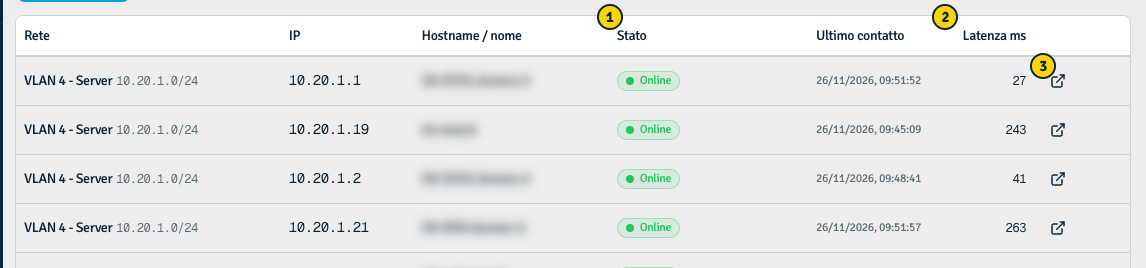 1 2
Rete IP Hostname / nome Stato Ultimo contatto Latenza ms
3
VLAN 4 - Server 10.20.1.0/24 10.20.1.1 Online 26/11/2026, 09:51:52 27
VLAN 4 - Server 10.20.1.0/24 10.20.1.19 Online 26/11/2026, 09:45:09 243
VLAN 4 - Server 10.20.1.0/24 10.20.1.2 Online 26/11/2026, 09:48:41 41
VLAN 4 - Server 10.20.1.0/24 10.20.1.21 Online 26/11/2026, 09:51:57 263